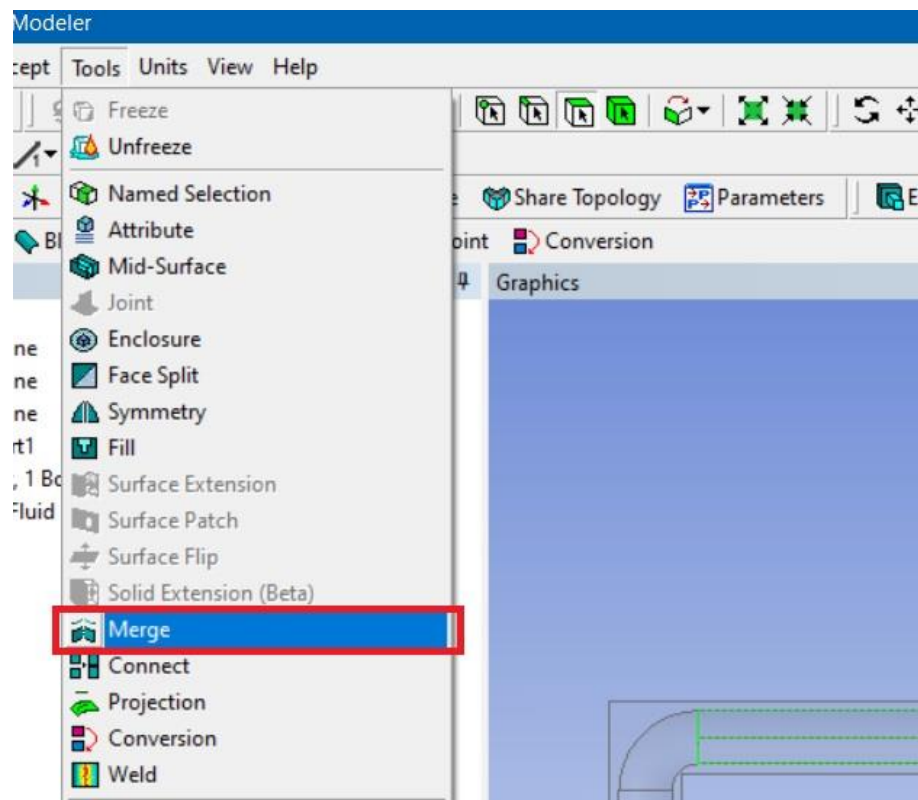 Modeler
cept Tools Units View Help
Freeze
Unfreeze
Named Selection
Share Topology Parameters E
Attribute
Bl oint Conversion
Mid-Surface
Graphics
Joint
ne Enclosure
ne Face Split
ne Symmetry
rt1 Fill
, 1 Bo Surface Extension
Fluid Surface Patch
Surface Flip
Solid Extension (Beta)
Merge
Connect
Projection
Conversion
Weld